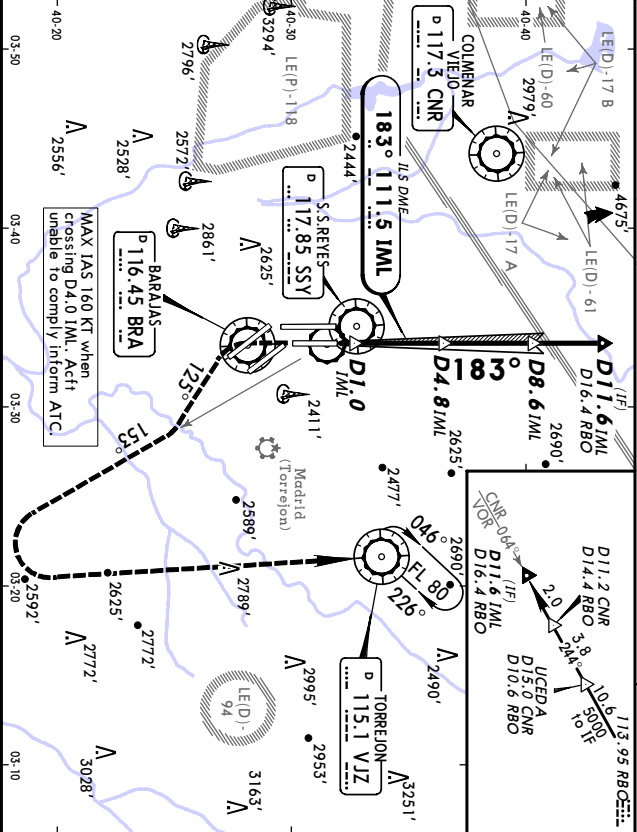 40-20
40-30
40-40
03-50
3294'
2796'
LE(P)-118
COLMENAR
VIEJO
D 117.3 CNR
2979'
LE(D)-60
LE(D)-17 B
2556'
2528'
2572'
2444'
ILS DME
183° 111.5 IML
LE(D)-17 A
4675'
LE(D)-61
03-40
2861'
2625'
S.S.REYES
D 117.85 SSY
MAX IAS 160 KT when
crossing D4.0 IML. Acft
unable to comply inform ATC.
BARAJAS
D 116.45 BRA
D1.0
IML
D4.8 IML
183°
D8.6 IML
(IF)
D11.6 IML
D16.4 RBO
125°
03-30
2411'
153°
Madrid
(Torrejon)
2477'
2625'
2690'
2589'
CNR 064°
VOR
(IF)
D11.6 IML
D16.4 RBO
2.0
D11.2 CNR
D14.4 RBO
3.8
244°
UCEDA
D15.0 CNR
D10.6 RBO
10.6
5000
to IF
113.95 RBO
046°
2690'
FL 80
226°
03-20
2592'
2625'
2789'
2772'
2772'
2995'
2490'
TORREJON
D 115.1 VJZ
LE(D)-
94
2953'
3251'
03-10
3028'
3163'